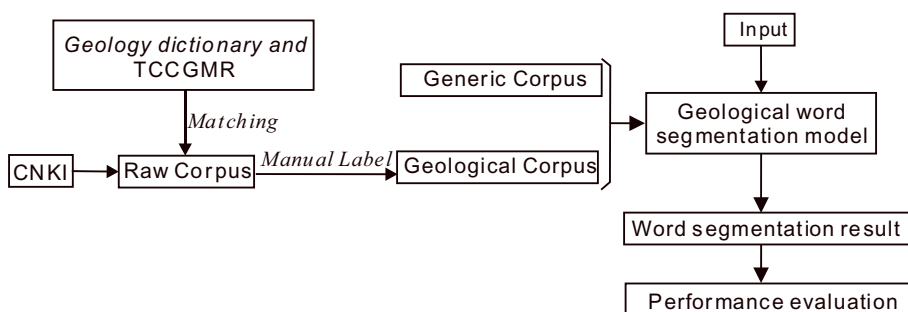 Geology dictionary and
TCCGMR
Matching
CNKI
Raw Corpus
Manual Label
Generic Corpus
Geological Corpus
Input
Geological word
segmentation model
Word segmentation result
Performance evaluation